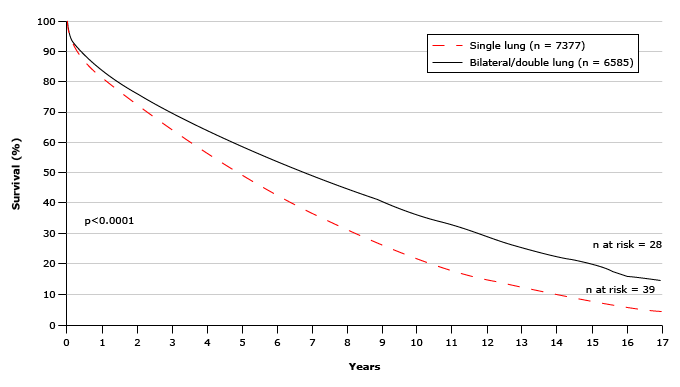 100
90
80
70
60
50
40
30
20
10
0
Survival (%)
Single lung (n = 7377)
Bilateral/double lung (n = 6585)
p<0.0001
n at risk = 28
n at risk = 39
0 1 2 3 4 5 6 7 8 9 10 11 12 13 14 15 16 17
Years